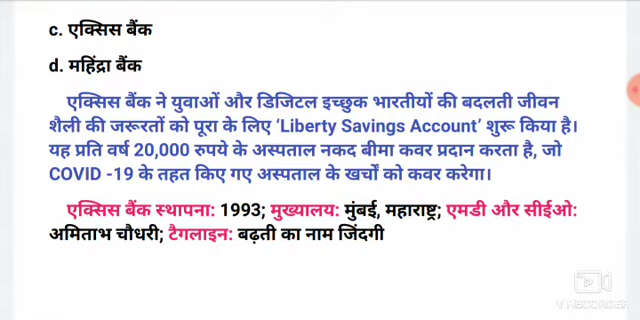 c. एक्सिस बैंक
d. महिंद्रा बैंक
एक्सिस बैंक ने युवाओं और डिजिटल इच्छुक भारतीयों की बदलती जीवन
शैली की जरूरतों को पूरा के लिए ‘Liberty Savings Account’ शुरू किया है।
यह प्रति वर्ष 20,000 रुपये के अस्पताल नकद बीमा कवर प्रदान करता है, जो
COVID -19 के तहत किए गए अस्पताल के खर्चों को कवर करेगा।
एक्सिस बैंक स्थापना: 1993; मुख्यालय: मुंबई, महाराष्ट्र; एमडी और सीईओ:
अमिताभ चौधरी; टैगलाइन: बढ़ती का नाम जिंदगी
V RECORDER